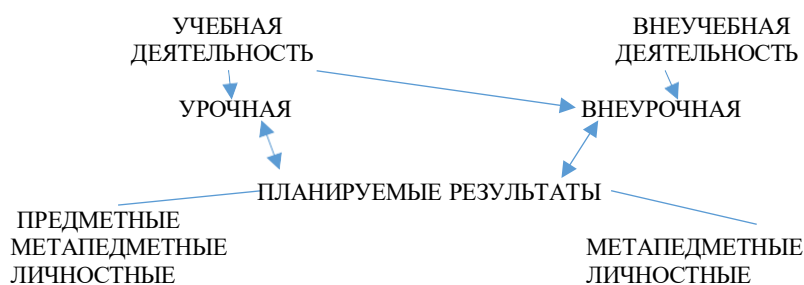 УЧЕБНАЯ
ДЕЯТЕЛЬНОСТЬ
ВНЕУЧЕБНАЯ
ДЕЯТЕЛЬНОСТЬ
УРОЧНАЯ
ВНЕУРОЧНАЯ
ПЛАНИРУЕМЫЕ РЕЗУЛЬТАТЫ
ПРЕДМЕТНЫЕ
МЕТАПЕДМЕТНЫЕ
ЛИЧНОСТНЫЕ
МЕТАПЕДМЕТНЫЕ
ЛИЧНОСТНЫЕ